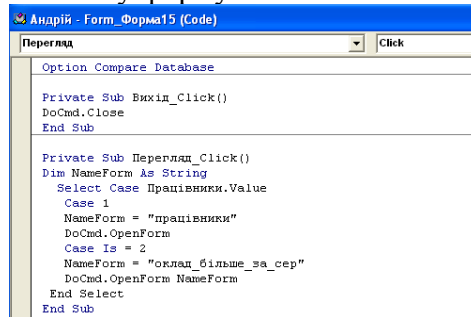 Андрій - Form_Форма15 (Code)
Перегляд Click
Option Compare Database
Private Sub Вихід_Click()
DoCmd.Close
End Sub
Private Sub Перегляд_Click()
Dim NameForm As String
Select Case Працівники.Value
Case 1
NameForm = "працівники"
DoCmd.OpenForm
Case Is = 2
NameForm = "оклад_більше_за_сер"
DoCmd.OpenForm NameForm
End Select
End Sub